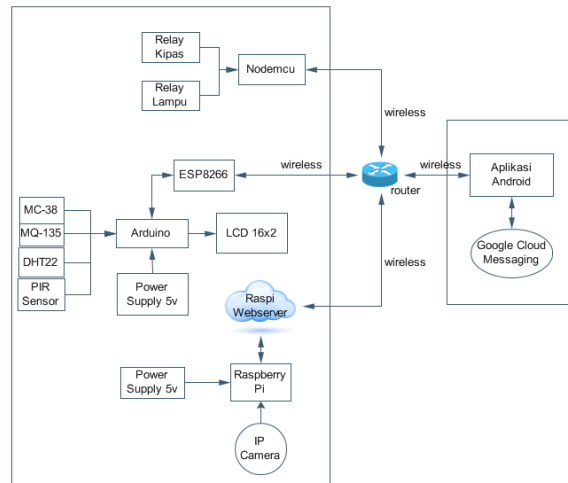 Relay
Kipas
Relay
Lampu
Nodemcu
wireless
ESP8266
wireless
router
wireless
Aplikasi
Android
Google Cloud
Messaging
MC-38
MQ-135
DHT22
PIR
Sensor
Arduino
LCD 16x2
Power
Supply 5v
wireless
Raspi
Webserver
Power
Supply 5v
Raspberry
Pi
IP
Camera